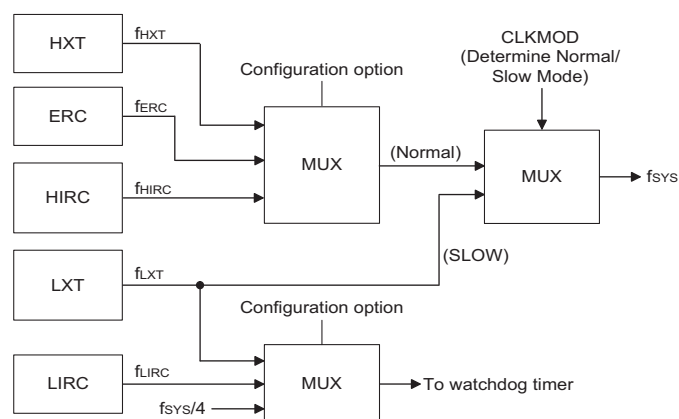 HXT
fHXT
CLKMOD
(Determine Normal/
Slow Mode)
Configuration option
ERC
fERC
MUX
(Normal)
MUX
fSYS
HIRC
fHIRC
(SLOW)
LXT
fLXT
Configuration option
LIRC
fLIRC
MUX
To watchdog timer
fSYS/4